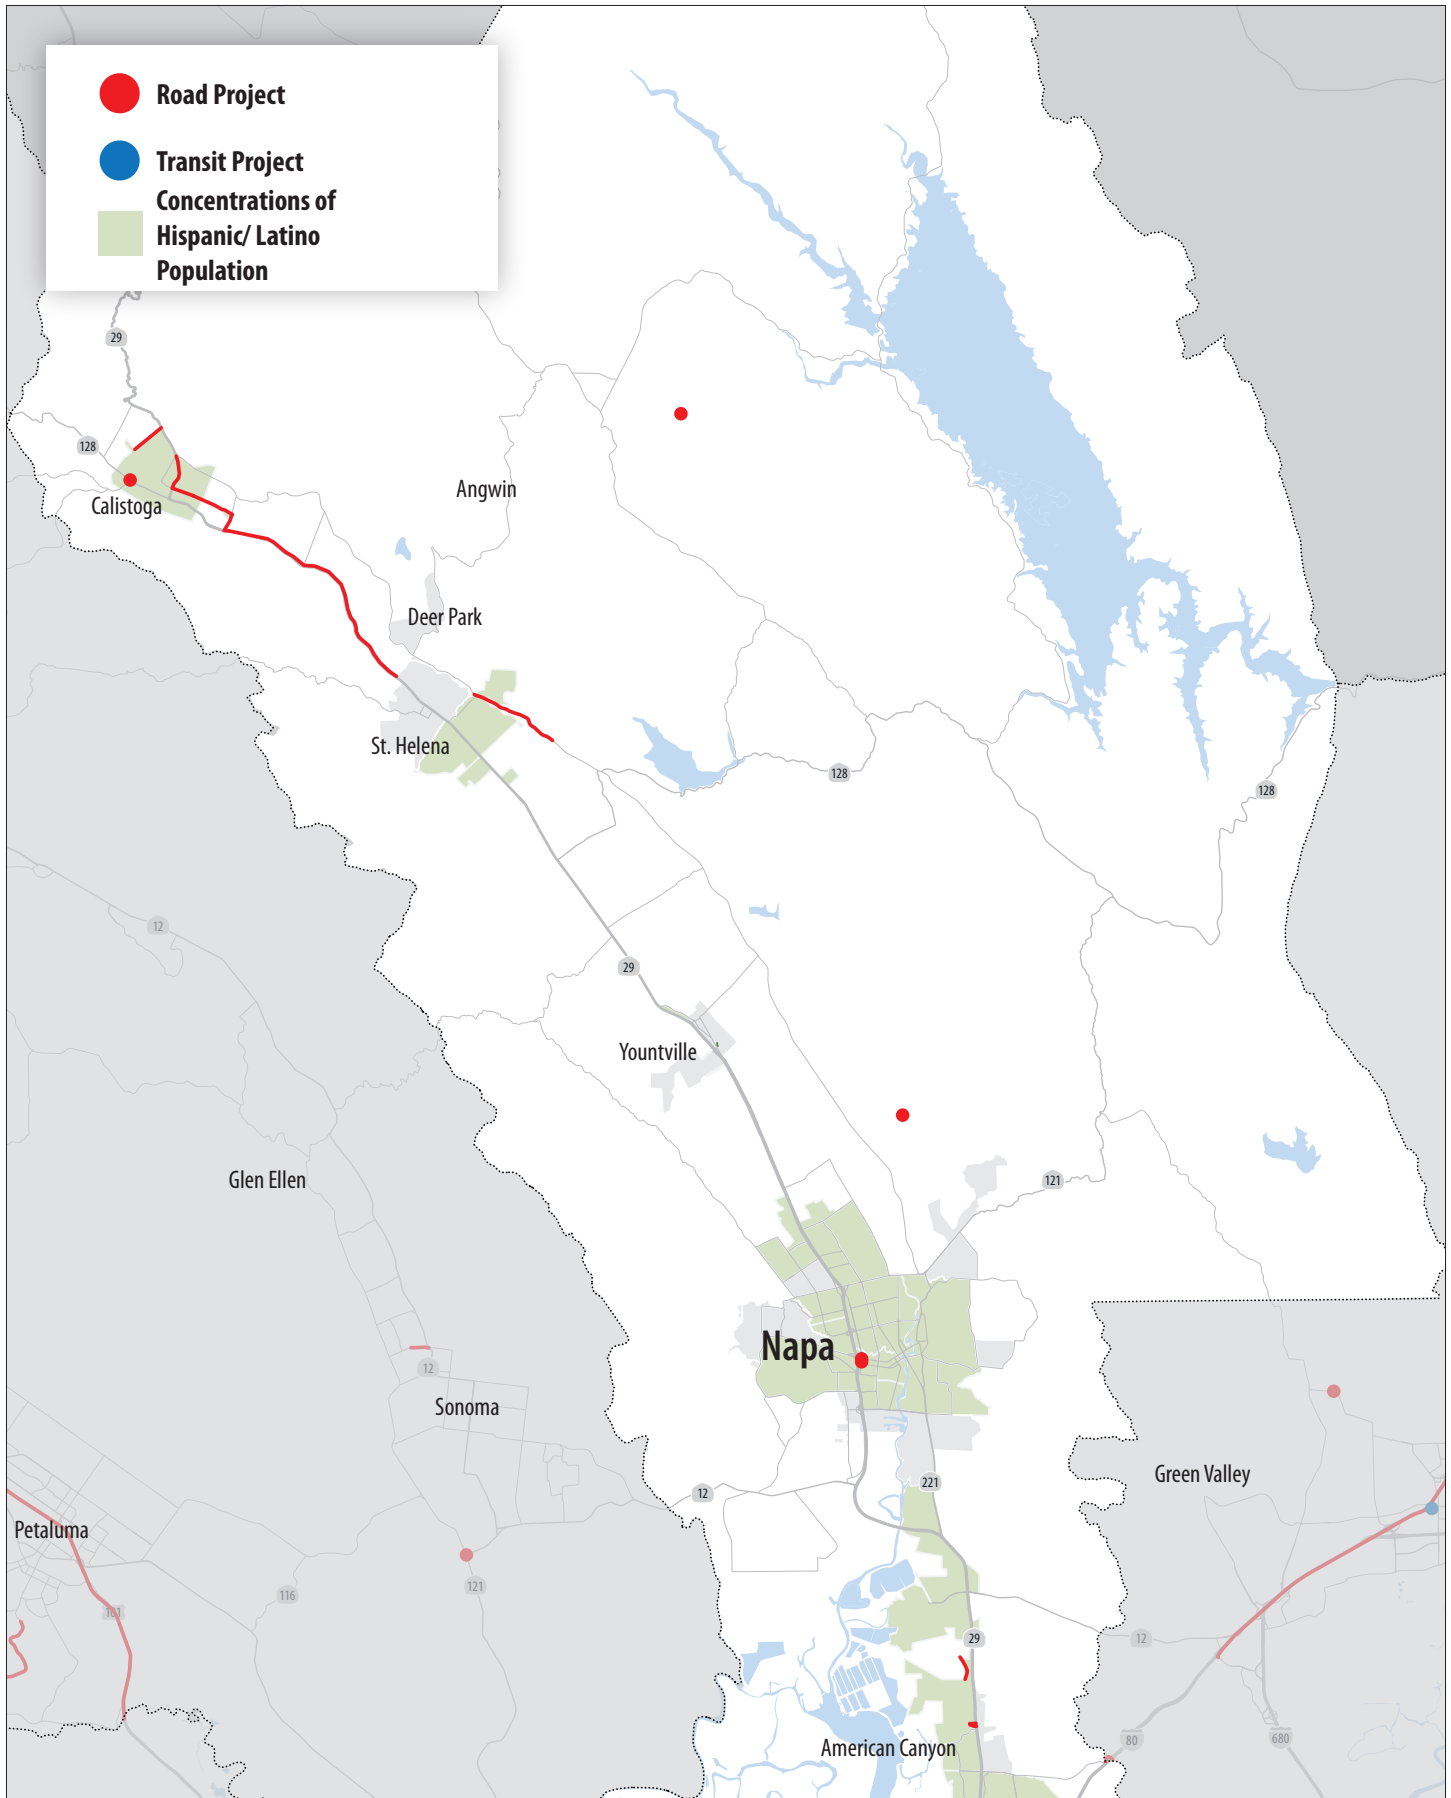 Road Project
Transit Project
Concentrations of
Hispanic/ Latino
Population
29
128
Calistoga
Angwin
Deer Park
St. Helena
128
128
12
29
Yountville
Glen Ellen
121
Napa
12
Sonoma
Green Valley
221
12
Petaluma
121
116
101
29
12
American Canyon
80
680